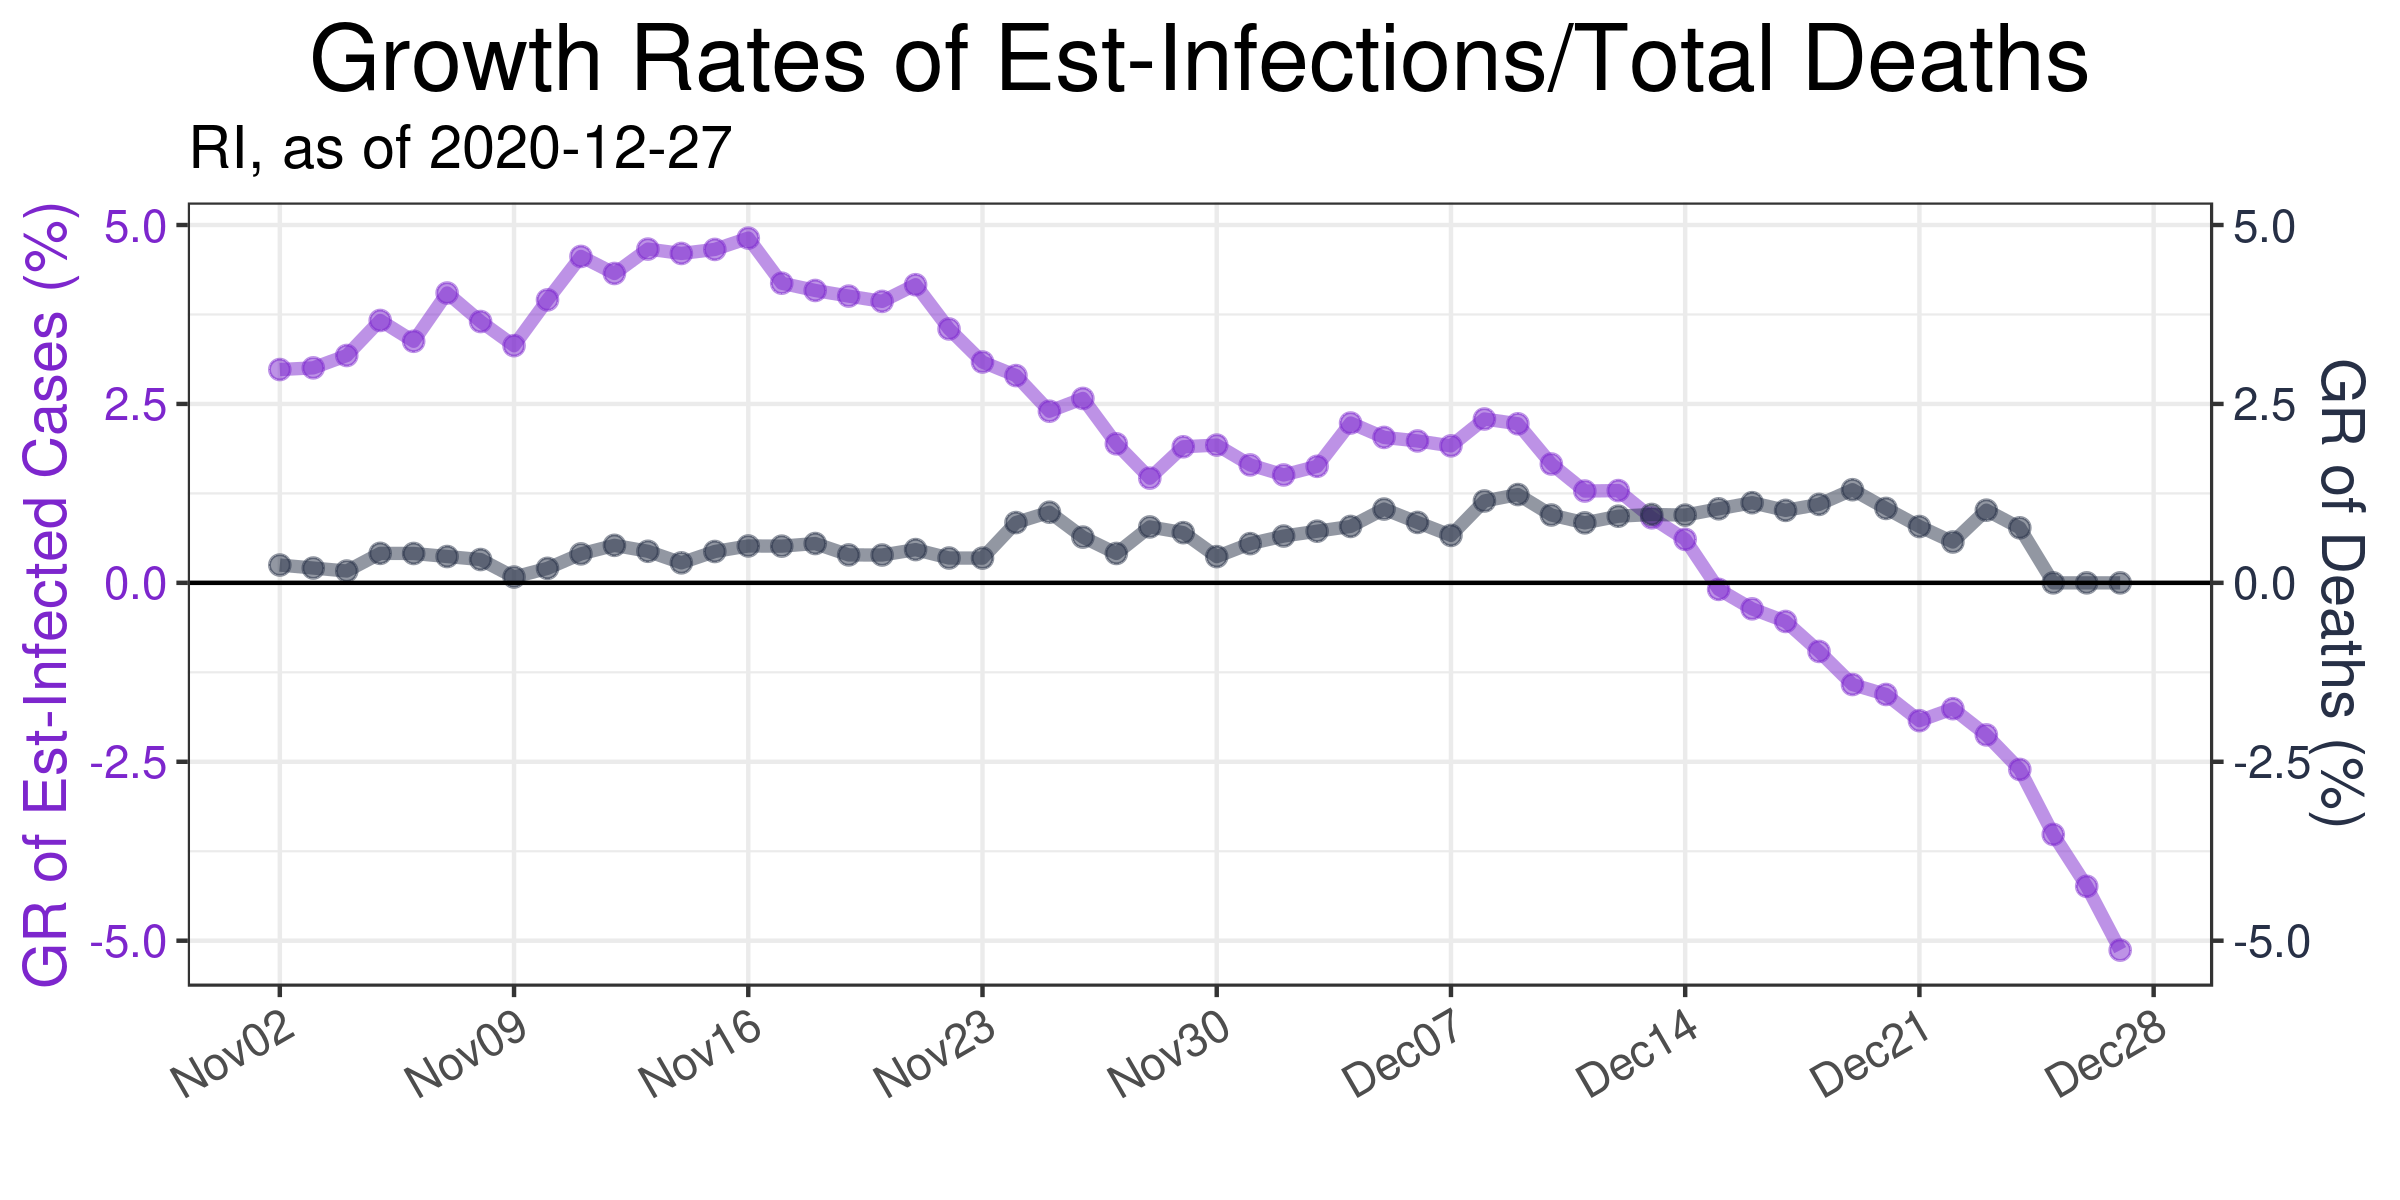 Growth Rates of Est-Infections/Total Deaths
RI, as of 2020-12-27
GR of Est-Infected Cases (%)
5.0
2.5
0.0
-2.5
-5.0
5.0
2.5
0.0
-2.5
-5.0
GR of Deaths (%)
Nov02
Nov09
Nov16
Nov23
Nov30
Dec07
Dec14
Dec21
Dec28